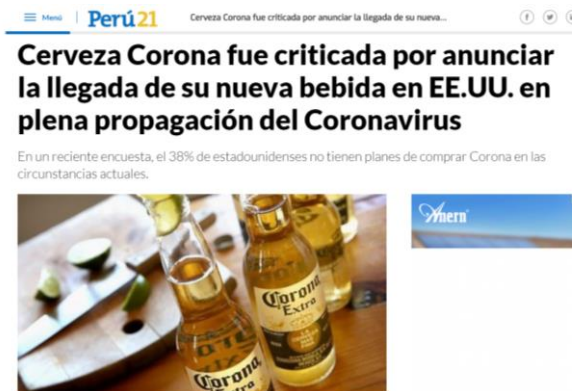 Menú
Perú21
Cerveza Corona fue criticada por anunciar la llegada de su nueva...
Cerveza Corona fue criticada por anunciar
la llegada de su nueva bebida en EE.UU. en
plena propagación del Coronavirus
En un reciente encuesta, el 38% de estadounidenses no tienen planes de comprar Corona en las
circunstancias actuales.
Anern
Corona
Extra
Corona
Extra